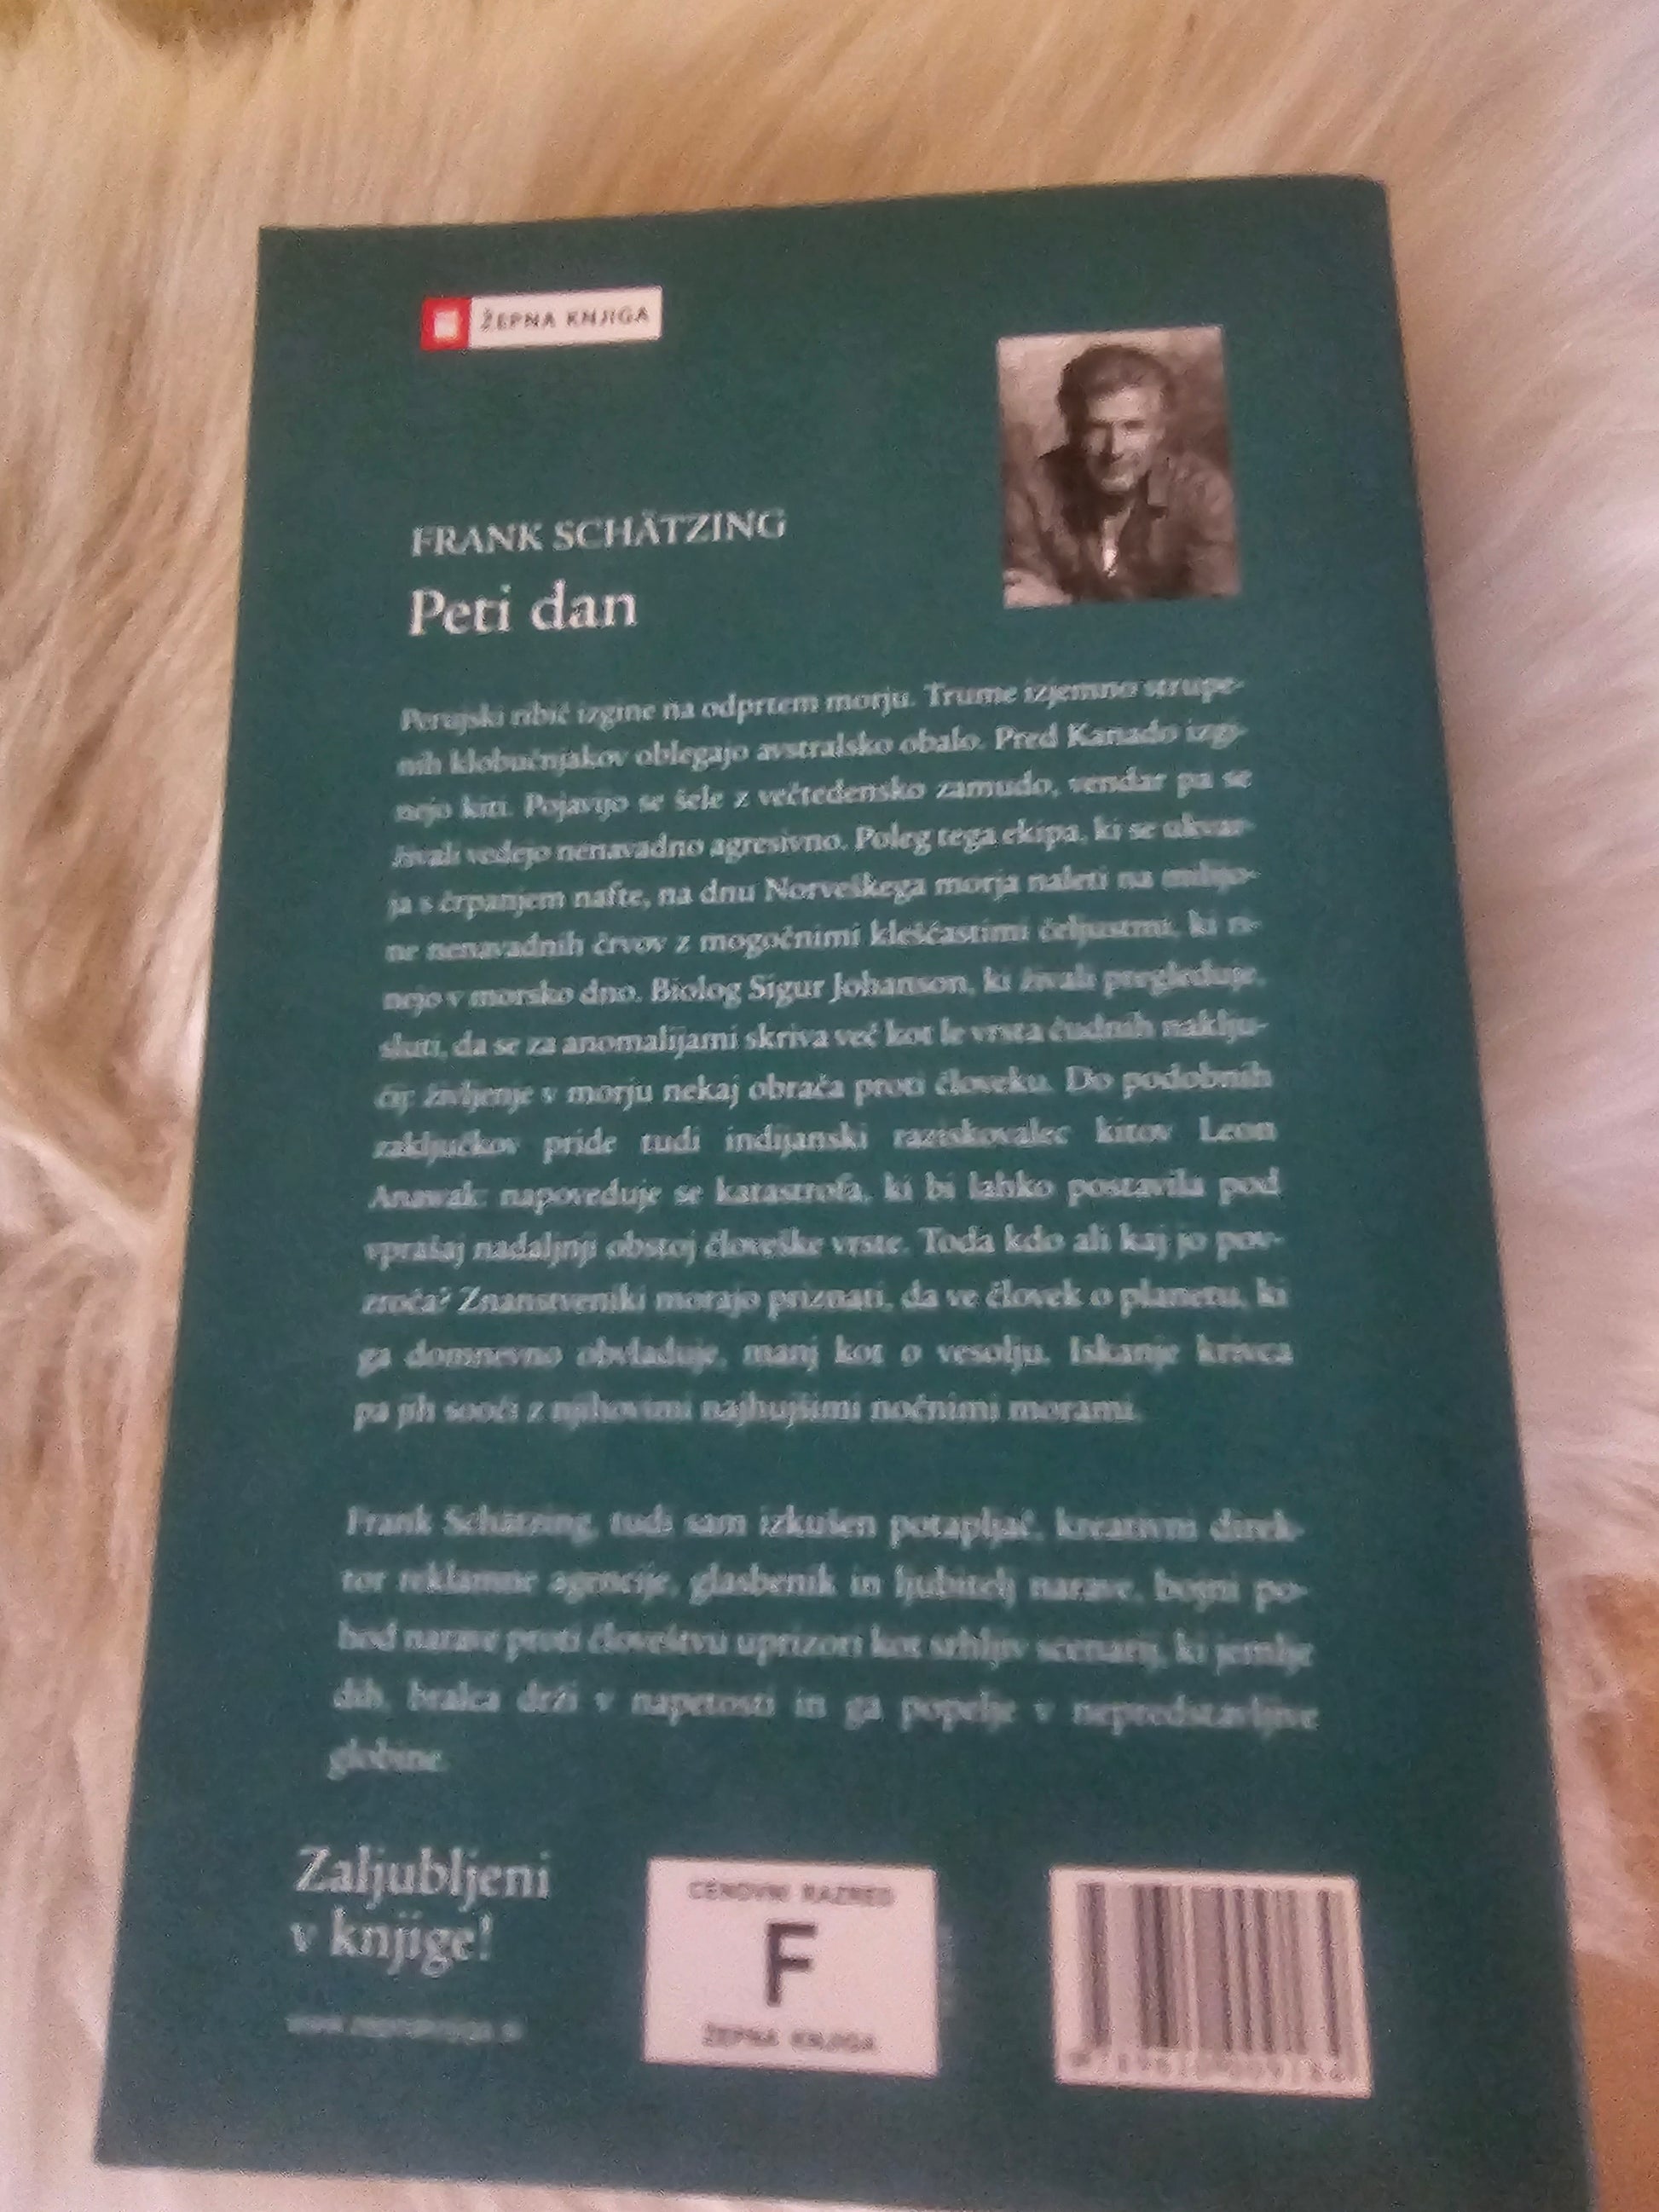 ŽEPNA KNJIGA
FRANK SCHÄTZING
Peti dan
Perujski ribič izgine na odprtem morju. Trume izjemno strupe-
nih klobučnjakov oblegajo avstralsko obalo. Pred Kanado izgi-
nejo kiti. Pojavijo se šele z večtedensko zamudo, vendar pa se
živali vedejo nenavadno agresivno. Poleg tega ekipa, ki se ukvar-
ja s črpanjem nafte, na dnu Norveškega morja naleti na milijo-
ne nenavadnih črvov z mogočnimi kleščastimi čeljustmi, ki ri-
nejo v morsko dno. Biolog Sigur Johanson, ki živali pregleduje,
sluti, da se za anomalijami skriva več kot le vrsta čudnih naklju-
čij: življenje v morju nekaj obrača proti človeku. Do podobnih
zaključkov pride tudi indijanski raziskovalec kitov Leon
Anawak: napoveduje se katastrofa, ki bi lahko postavila pod
vprašaj nadaljnji obstoj človeške vrste. Toda kdo ali kaj jo pov-
zroča? Znanstveniki morajo priznati, da ve človek o planetu, ki
ga domnevno obvladuje, manj kot o vesolju. Iskanje krivca
pa jih sooči z njihovimi najhujšimi nočnimi morami.
Frank Schätzing, tudi sam izkušen potapljač, kreativni direk-
tor reklamne agencije, glasbenik in ljubitelj narave, bojni po-
hod narave proti človeštvu uprizori kot srhljiv scenarij, ki jemlje
dih, bralca drži v napetosti in ga popelje v nepredstavljive
globine.
Zaljubljeni
v knjige!
CENOVNI RAZRED
F
ŽEPNA KNJIGA